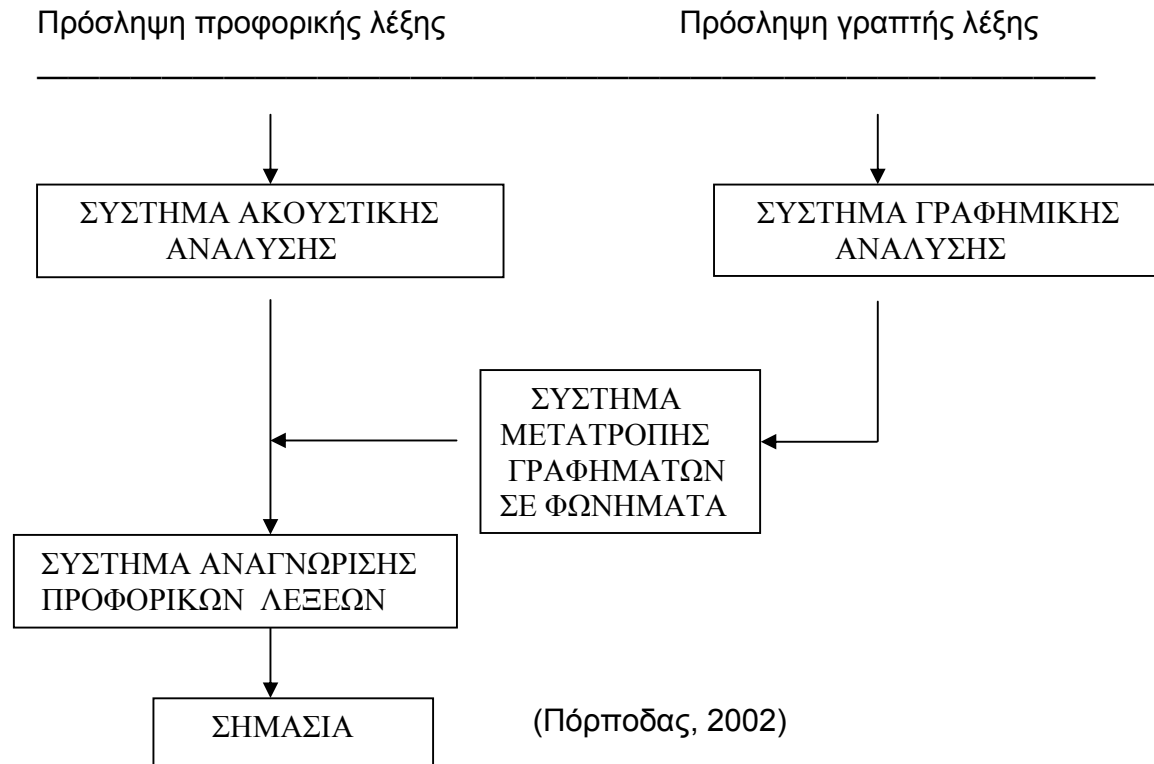 Πρόσληψη προφορικής λέξης
Πρόσληψη γραπτής λέξης
ΣΥΣΤΗΜΑ ΑΚΟΥΣΤΙΚΗΣ
ΑΝΑΛΥΣΗΣ
ΣΥΣΤΗΜΑ ΓΡΑΦΗΜΙΚΗΣ
ΑΝΑΛΥΣΗΣ
ΣΥΣΤΗΜΑ
ΜΕΤΑΤΡΟΠΗΣ
ΓΡΑΦΗΜΑΤΩΝ
ΣΕ ΦΩΝΗΜΑΤΑ
ΣΥΣΤΗΜΑ ΑΝΑΓΝΩΡΙΣΗΣ
ΠΡΟΦΟΡΙΚΩΝ ΛΕΞΕΩΝ
ΣΗΜΑΣΙΑ
(Πόρποδας, 2002)